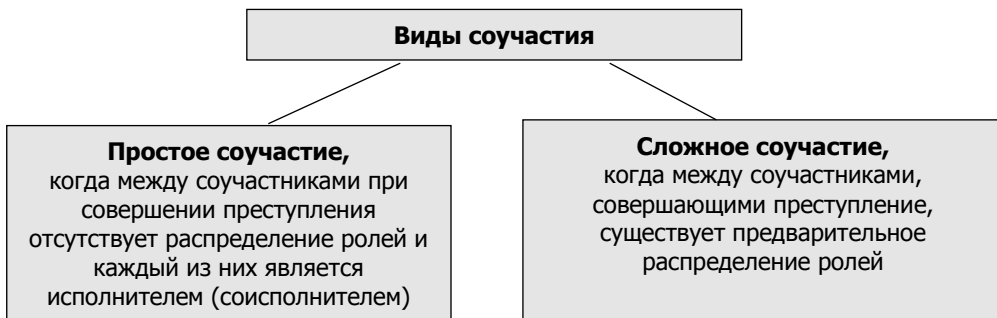 Виды соучастия
Простое соучастие,
когда между соучастниками при
совершении преступления
отсутствует распределение ролей и
каждый из них является
исполнителем (соисполнителем)
Сложное соучастие,
когда между соучастниками,
совершающими преступление,
существует предварительное
распределение ролей